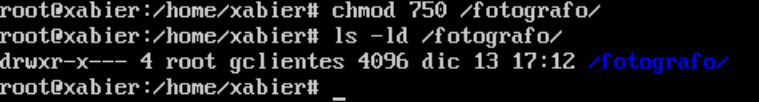 root@xabier:/home/xabier# chmod 750 /fotografo/
root@xabier:/home/xabier# ls -ld /fotografo/
drwxr-x--- 4 root gclientes 4096 dic 13 17:12 /fotografo/
root@xabier:/home/xabier# _